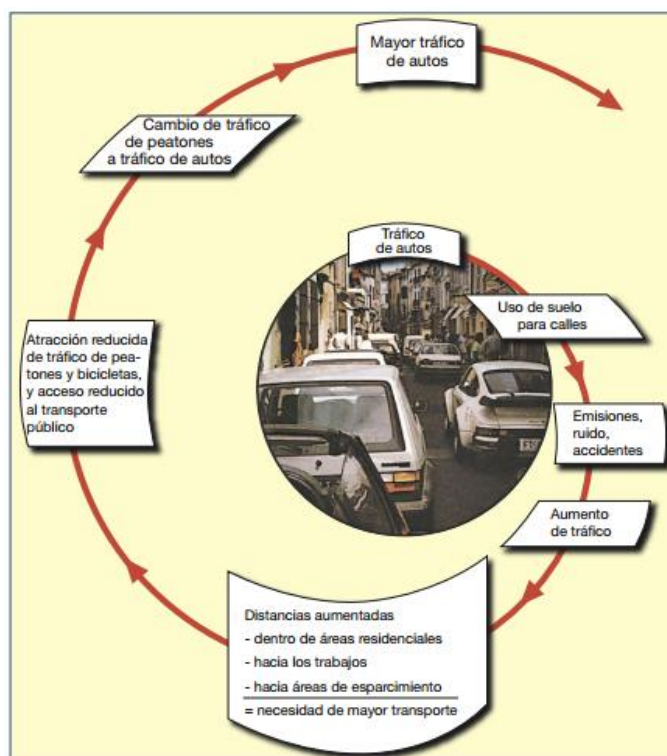 Tráfico
de autos
Uso de suelo
para calles
Emisiones,
ruido,
accidentes
Aumento
de tráfico
Distancias aumentadas
- dentro de áreas residenciales
- hacia los trabajos
- hacia áreas de esparcimiento
= necesidad de mayor transporte
Atracción reducida
de tráfico de pea-
tones y bicicletas,
y acceso reducido
al transporte
público
Cambio de tráfico
de peatones
a tráfico de autos
Mayor tráfico
de autos